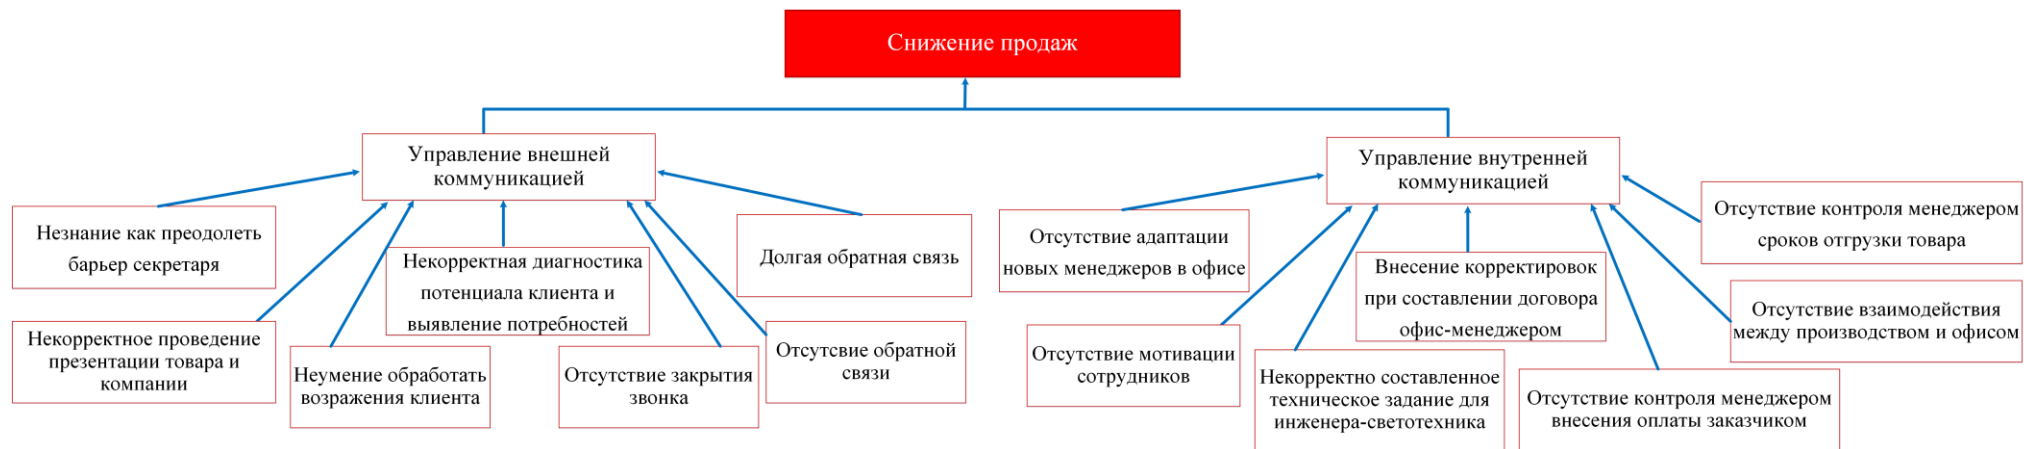 Снижение продаж
Управление внешней
коммуникацией
Управление внутренней
коммуникацией
Незнание как преодолеть
барьер секретаря
Некорректное проведение
презентации товара и
компании
Неумение обработать
возражения клиента
Некорректная диагностика
потенциала клиента и
выявление потребностей
Отсутствие закрытия
звонка
Долгая обратная связь
Отсутсвие обратной
связи
Отсутствие адаптации
новых менеджеров в офисе
Отсутствие мотивации
сотрудников
Некорректно составленное
техническое задание для
инженера-светотехника
Внесение корректировок
при составлении договора
офис-менеджером
Отсутствие контроля менеджером
внесения оплаты заказчиком
Отсутствие контроля менеджером
сроков отгрузки товара
Отсутствие взаимодействия
между производством и офисом